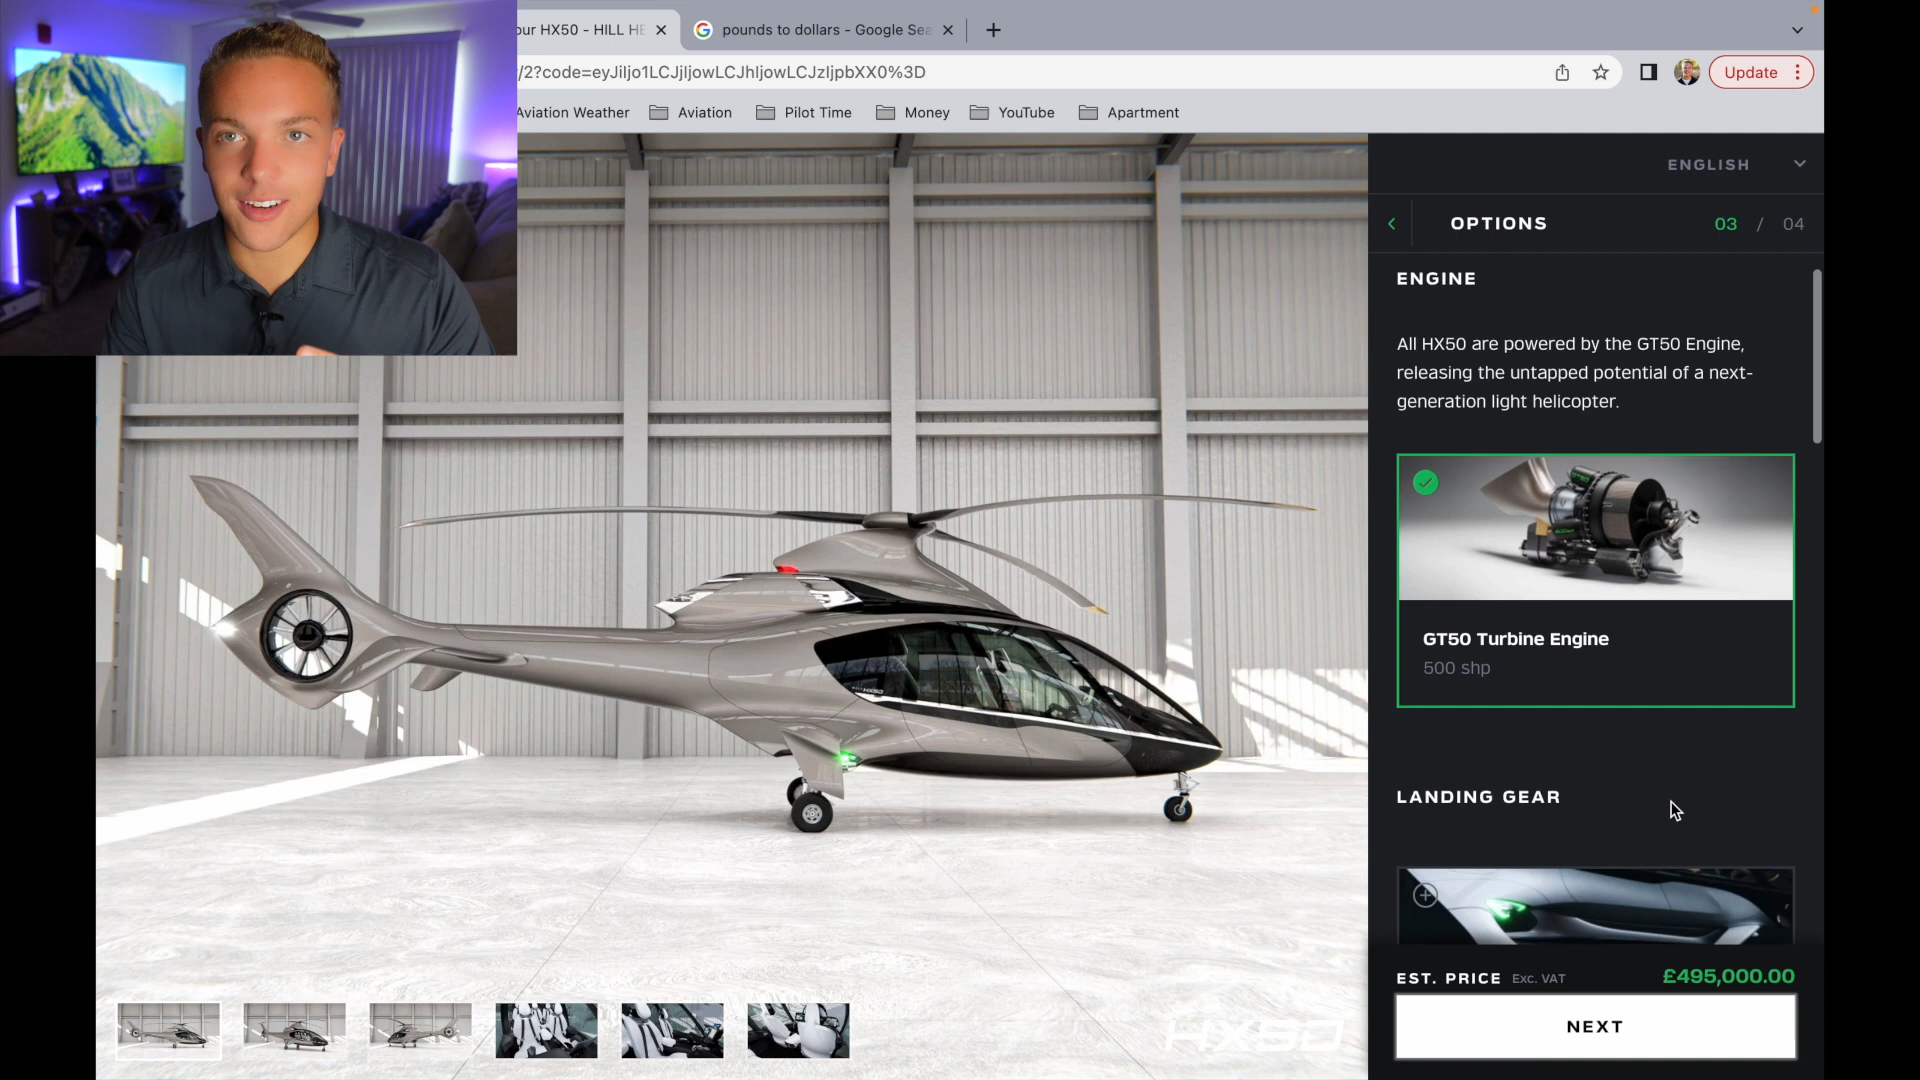 our HX50 - HILL HE
pounds to dollars - Google Sea
/2?code=eyJiIjo1LCJjIjowLCJhIjowLCJzIjpbXX0%3D
Update
Aviation Weather
Aviation
Pilot Time
Money
YouTube
Apartment
ENGLISH
OPTIONS
03 / 04
ENGINE
All HX50 are powered by the GT50 Engine,
releasing the untapped potential of a next-
generation light helicopter.
GT50 Turbine Engine
500 shp
LANDING GEAR
EST. PRICE Exc. VAT £495,000.00
NEXT
HX50
HX50